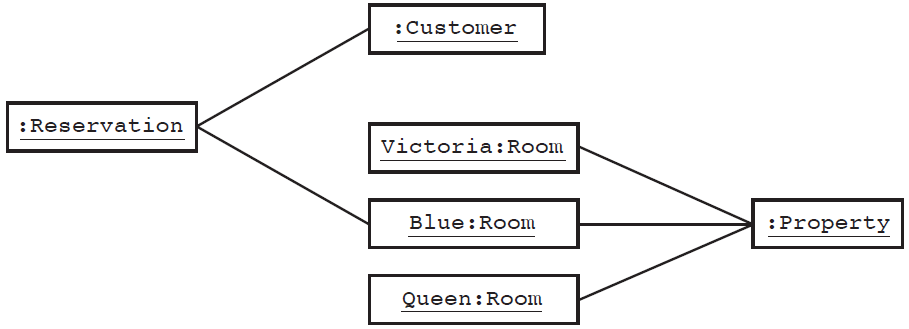 :Customer
:Reservation
Victoria:Room
Blue:Room
:Property
Queen:Room